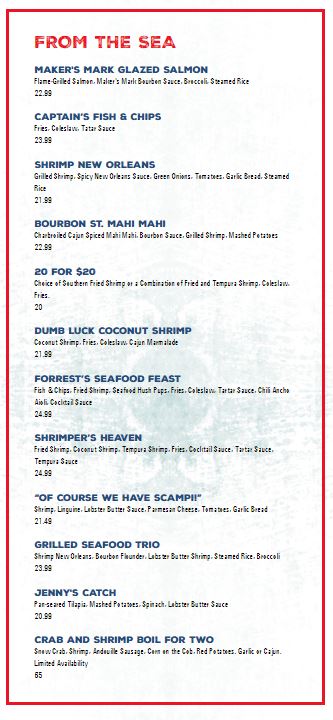 FROM THE SEA
MAKER'S MARK GLAZED SALMON
Flame-Grilled Salmon, Maker's Mark Bourbon Sauce, Broccoli, Steamed Rice
22.99
CAPTAIN'S FISH & CHIPS
Fries, Coleslaw, Tatar Sauce
23.99
SHRIMP NEW ORLEANS
Grilled Shrimp, Spicy New Orleans Sauce, Green Onions, Tomatoes, Garlic Bread, Steamed
Rice
21.99
BOURBON ST. MAHI MAHI
Charbroiled Cajun Spiced Mahi Mahi, Bourbon Sauce, Grilled Shrimp, Mashed Potatoes
22.99
20 FOR $20
Choice of Southern Fried Shrimp or a Combination of Fried and Tempura Shrimp, Coleslaw,
Fries.
20
DUMB LUCK COCONUT SHRIMP
Coconut Shrimp, Fries, Coleslaw, Cajun Marmalade
21.99
FORREST'S SEAFOOD FEAST
Fish & Chips, Fried Shrimp, Seafood Hush Pups, Fries, Coleslaw, Tartar Sauce, Chili Ancho
Aioli, Cocktail Sauce
24.99
SHRIMPER'S HEAVEN
Fried Shrimp, Coconut Shrimp, Tempura Shrimp, Fries, Cocktail Sauce, Tartar Sauce,
Tempura Sauce
24.99
"OF COURSE WE HAVE SCAMPI!"
Shrimp, Linguine, Lobster Butter Sauce, Parmesan Cheese, Tomatoes, Garlic Bread
21.49
GRILLED SEAFOOD TRIO
Shrimp New Orleans, Bourbon Flounder, Lobster Butter Shrimp, Steamed Rice, Broccoli
23.99
JENNY'S CATCH
Pan-seared Tilapia, Mashed Potatoes, Spinach, Lobster Butter Sauce
20.99
CRAB AND SHRIMP BOIL FOR TWO
Snow Crab, Shrimp, Andouille Sausage, Corn on the Cob, Red Potatoes, Garlic or Cajun.
Limited Availability
65